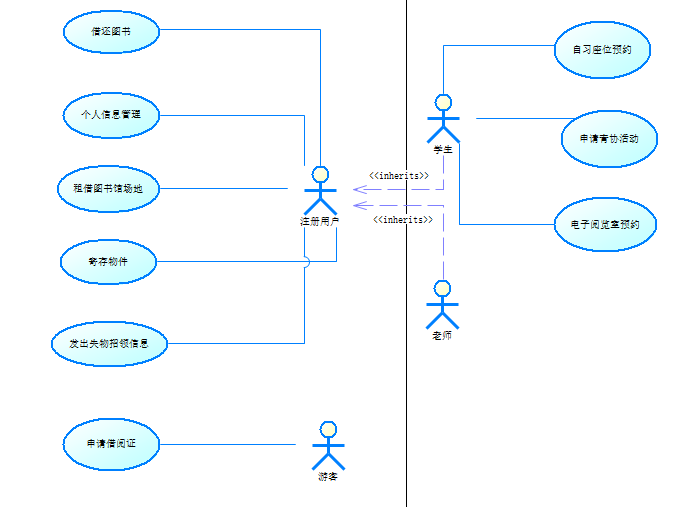 借还图书
自习座位预约
个人信息管理
申请青协活动
学生
<<inherits>>
租借图书馆场地
注册用户
<<inherits>>
电子阅览室预约
寄存物件
老师
发出失物招领信息
申请借阅证
游客